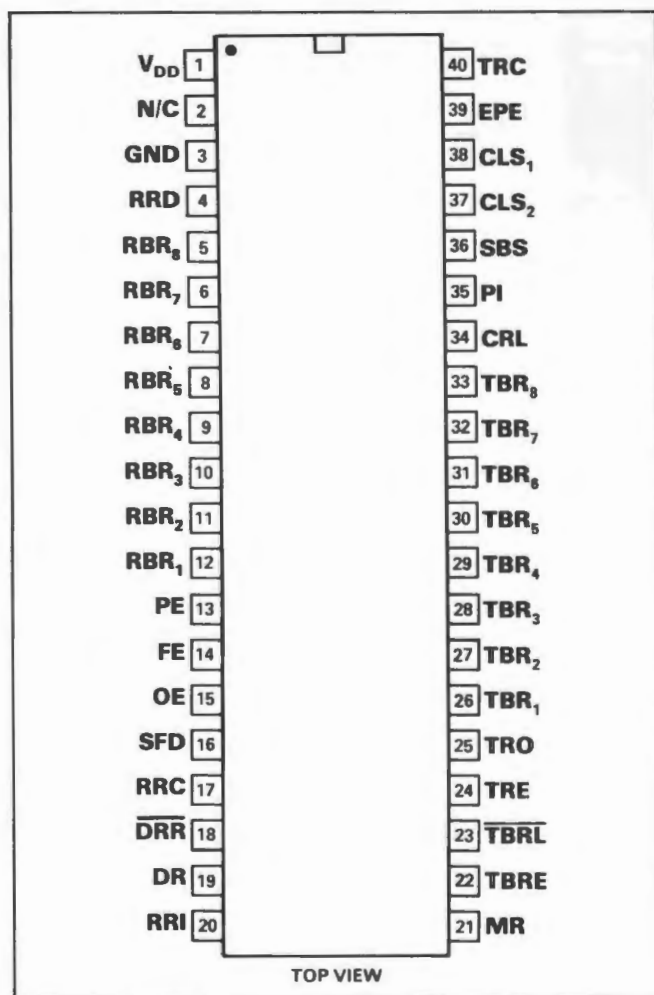 V_DD 1
N/C 2
GND 3
RRD 4
RBR₈ 5
RBR₇ 6
RBR₆ 7
RBR₅ 8
RBR₄ 9
RBR₃ 10
RBR₂ 11
RBR₁ 12
PE 13
FE 14
OE 15
SFD 16
RRC 17
D̅R̅R̅ 18
DR 19
RRI 20
40 TRC
39 EPE
38 CLS₁
37 CLS₂
36 SBS
35 PI
34 CRL
33 TBR₈
32 TBR₇
31 TBR₆
30 TBR₅
29 TBR₄
28 TBR₃
27 TBR₂
26 TBR₁
25 TRO
24 TRE
23 T̅B̅R̅L̅
22 TBRE
21 MR
TOP VIEW